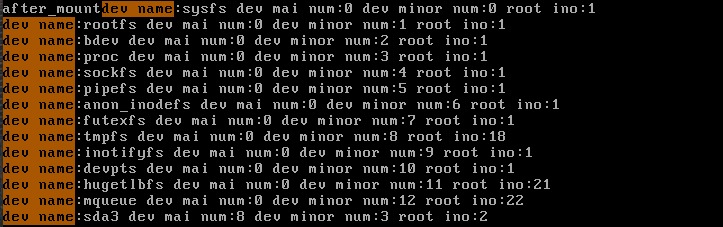 after_mountdev name:sysfs dev mai num:0 dev minor num:0 root ino:1
dev name:rootfs dev mai num:0 dev minor num:1 root ino:1
dev name:bdev dev mai num:0 dev minor num:2 root ino:1
dev name:proc dev mai num:0 dev minor num:3 root ino:1
dev name:sockfs dev mai num:0 dev minor num:4 root ino:1
dev name:pipefs dev mai num:0 dev minor num:5 root ino:1
dev name:anon_inodefs dev mai num:0 dev minor num:6 root ino:1
dev name:futexfs dev mai num:0 dev minor num:7 root ino:1
dev name:tmpfs dev mai num:0 dev minor num:8 root ino:18
dev name:inotifyfs dev mai num:0 dev minor num:9 root ino:1
dev name:devpts dev mai num:0 dev minor num:10 root ino:1
dev name:hugetlbfs dev mai num:0 dev minor num:11 root ino:21
dev name:mqueue dev mai num:0 dev minor num:12 root ino:22
dev name:sda3 dev mai num:8 dev minor num:3 root ino:2